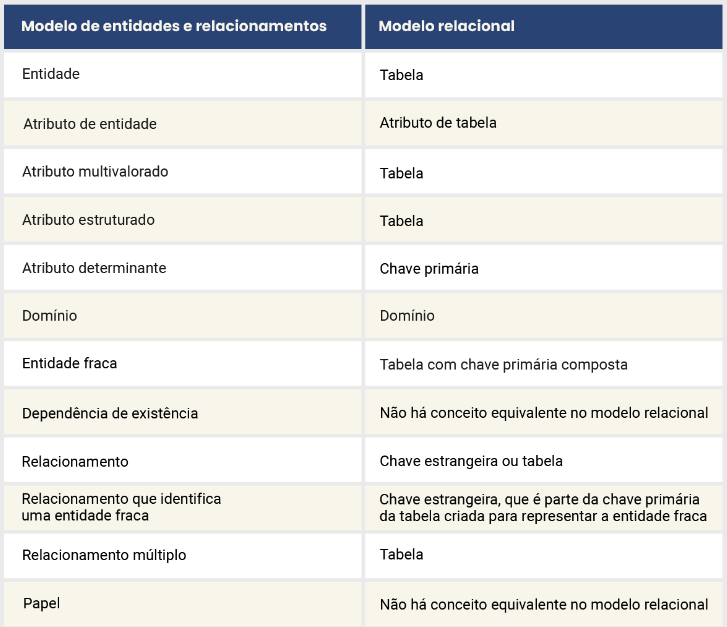 Modelo de entidades e relacionamentos Modelo relacional
Entidade Tabela
Atributo de entidade Atributo de tabela
Atributo multivalorado Tabela
Atributo estruturado Tabela
Atributo determinante Chave primária
Domínio Domínio
Entidade fraca Tabela com chave primária composta
Dependência de existência Não há conceito equivalente no modelo relacional
Relacionamento Chave estrangeira ou tabela
Relacionamento que identifica
uma entidade fraca
Chave estrangeira, que é parte da chave primária
da tabela criada para representar a entidade fraca
Relacionamento múltiplo Tabela
Papel Não há conceito equivalente no modelo relacional